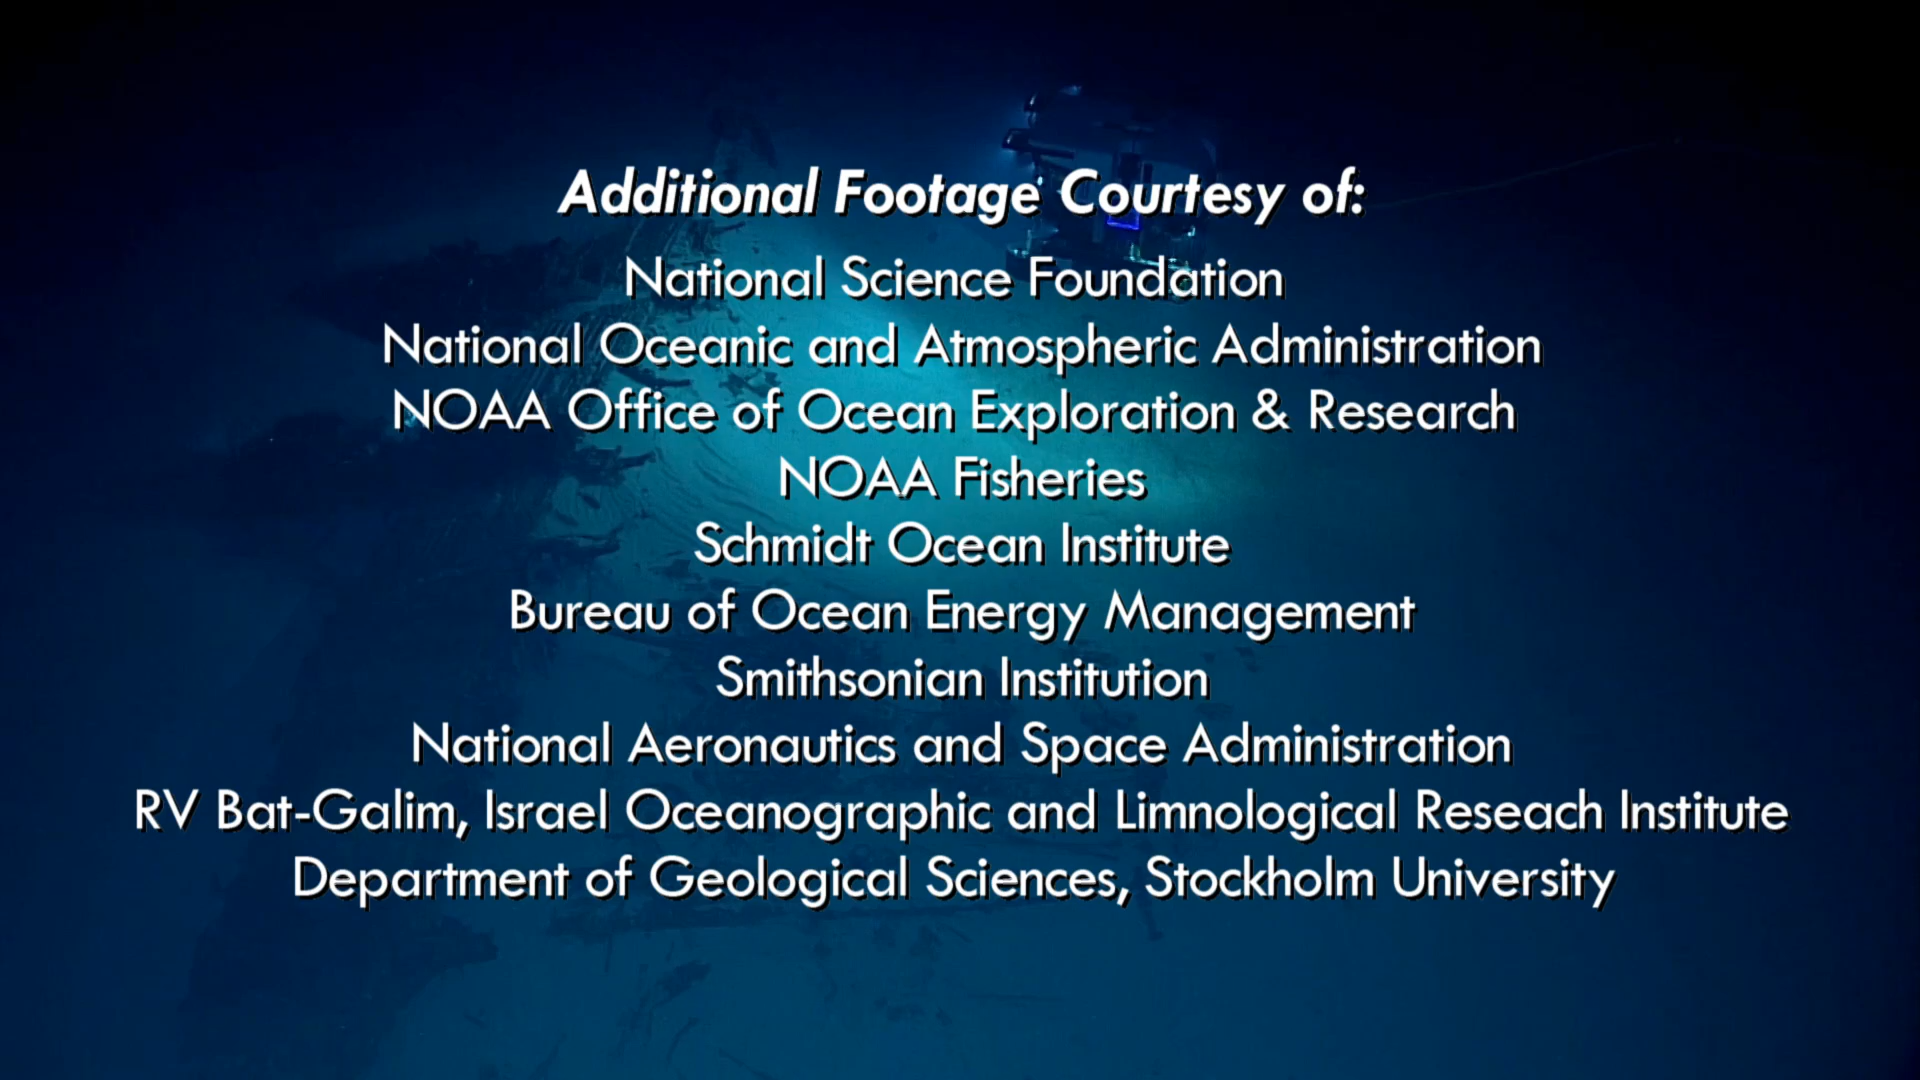 Additional Footage Courtesy of:
National Science Foundation
National Oceanic and Atmospheric Administration
NOAA Office of Ocean Exploration & Research
NOAA Fisheries
Schmidt Ocean Institute
Bureau of Ocean Energy Management
Smithsonian Institution
National Aeronautics and Space Administration
RV Bat-Galim, Israel Oceanographic and Limnological Reseach Institute
Department of Geological Sciences, Stockholm University